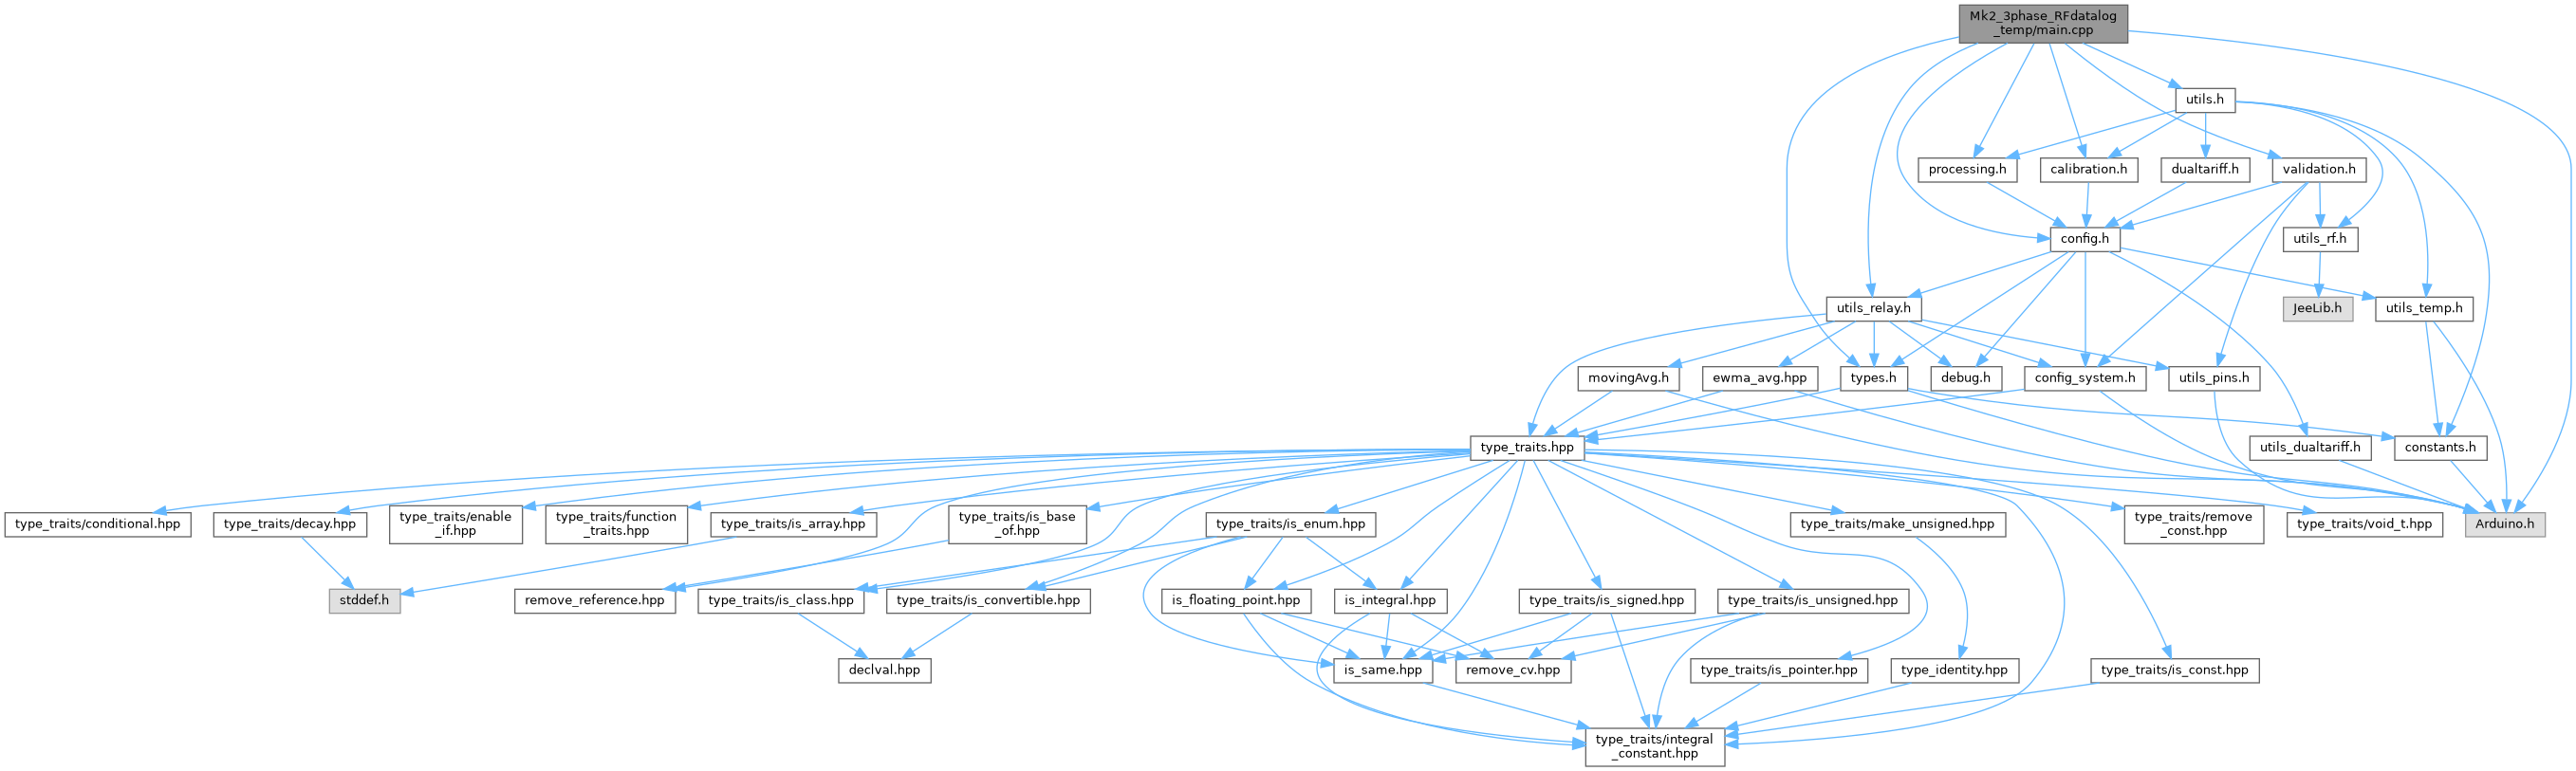 Mk2_3phase_RFdatalog
_temp/main.cpp
utils.h
processing.h
calibration.h
dualtariff.h
validation.h
config.h
utils_rf.h
utils_relay.h
JeeLib.h
utils_temp.h
movingAvg.h
ewma_avg.hpp
types.h
debug.h
config_system.h
utils_pins.h
type_traits.hpp
utils_dualtariff.h
constants.h
type_traits/conditional.hpp
type_traits/decay.hpp
type_traits/enable
_if.hpp
type_traits/function
_traits.hpp
type_traits/is_array.hpp
type_traits/is_base
_of.hpp
type_traits/is_enum.hpp
type_traits/make_unsigned.hpp
type_traits/remove
_const.hpp
type_traits/void_t.hpp
Arduino.h
stddef.h
remove_reference.hpp
type_traits/is_class.hpp
type_traits/is_convertible.hpp
is_floating_point.hpp
is_integral.hpp
type_traits/is_signed.hpp
type_traits/is_unsigned.hpp
declval.hpp
is_same.hpp
remove_cv.hpp
type_traits/is_pointer.hpp
type_identity.hpp
type_traits/is_const.hpp
type_traits/integral
_constant.hpp